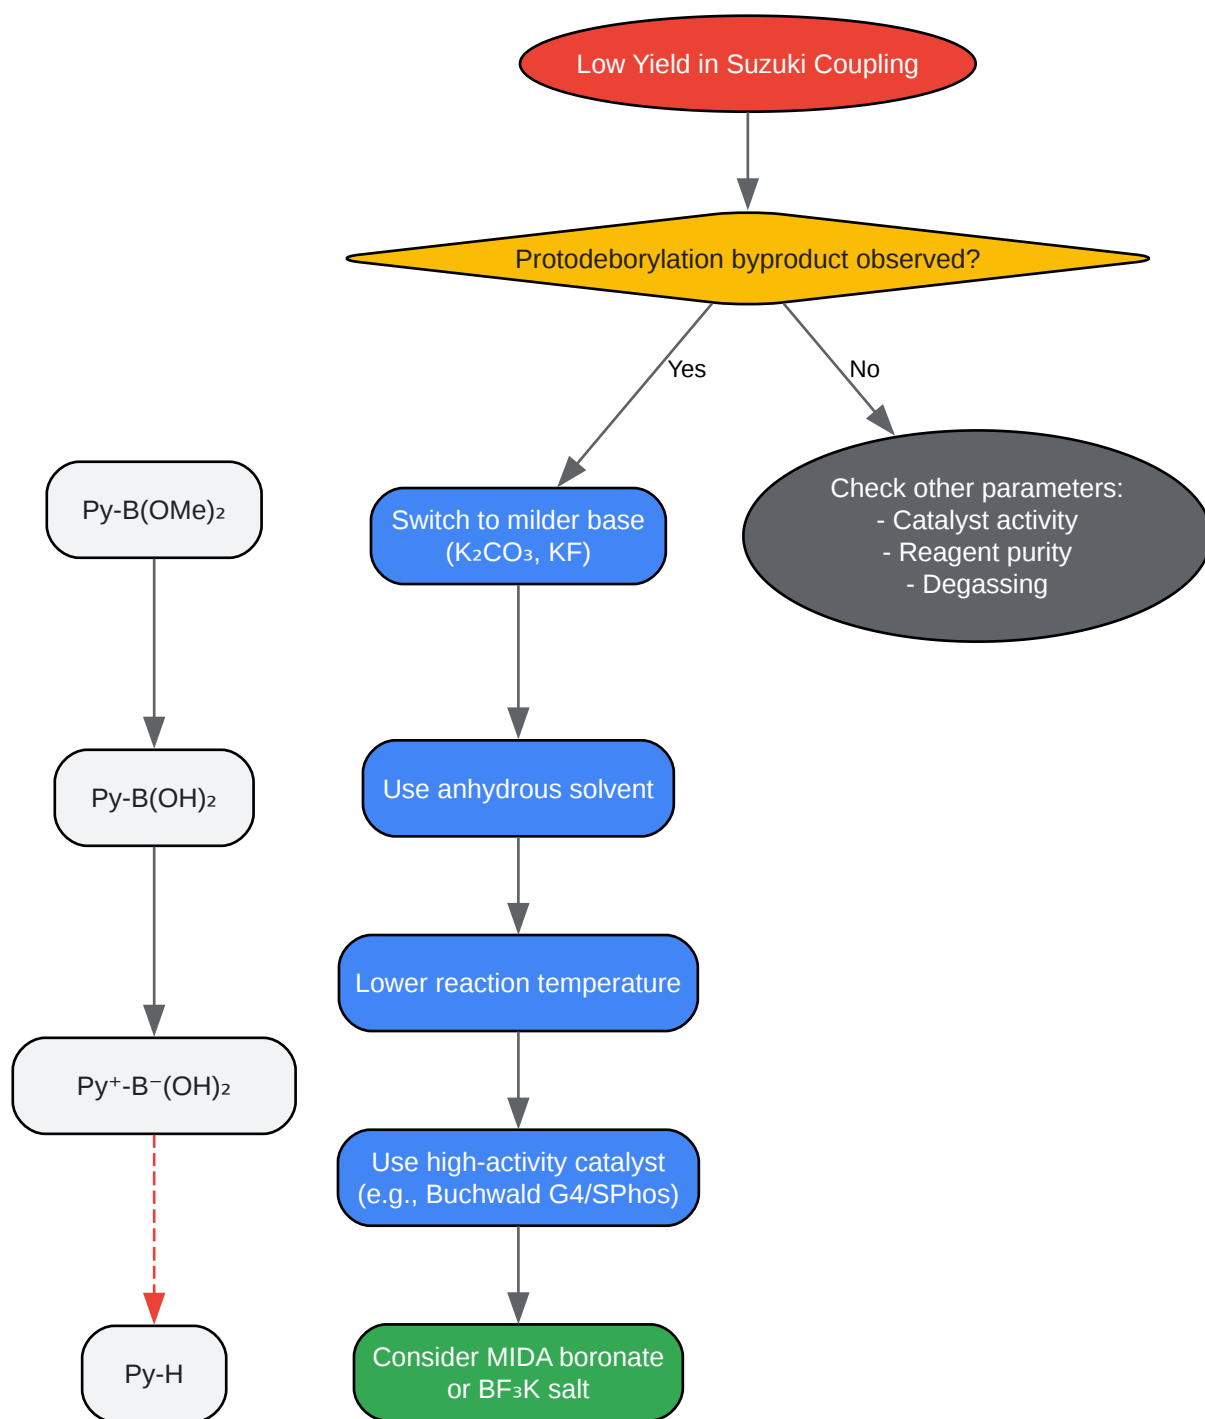 Low Yield in Suzuki Coupling
Protodeborylation byproduct observed?
Yes
No
Py-B(OMe)₂
Switch to milder base
(K₂CO₃, KF)
Check other parameters:
- Catalyst activity
- Reagent purity
- Degassing
Py-B(OH)₂
Use anhydrous solvent
Lower reaction temperature
Py⁺-B⁻(OH)₂
Use high-activity catalyst
(e.g., Buchwald G4/SPhos)
Py-H
Consider MIDA boronate
or BF₃K salt